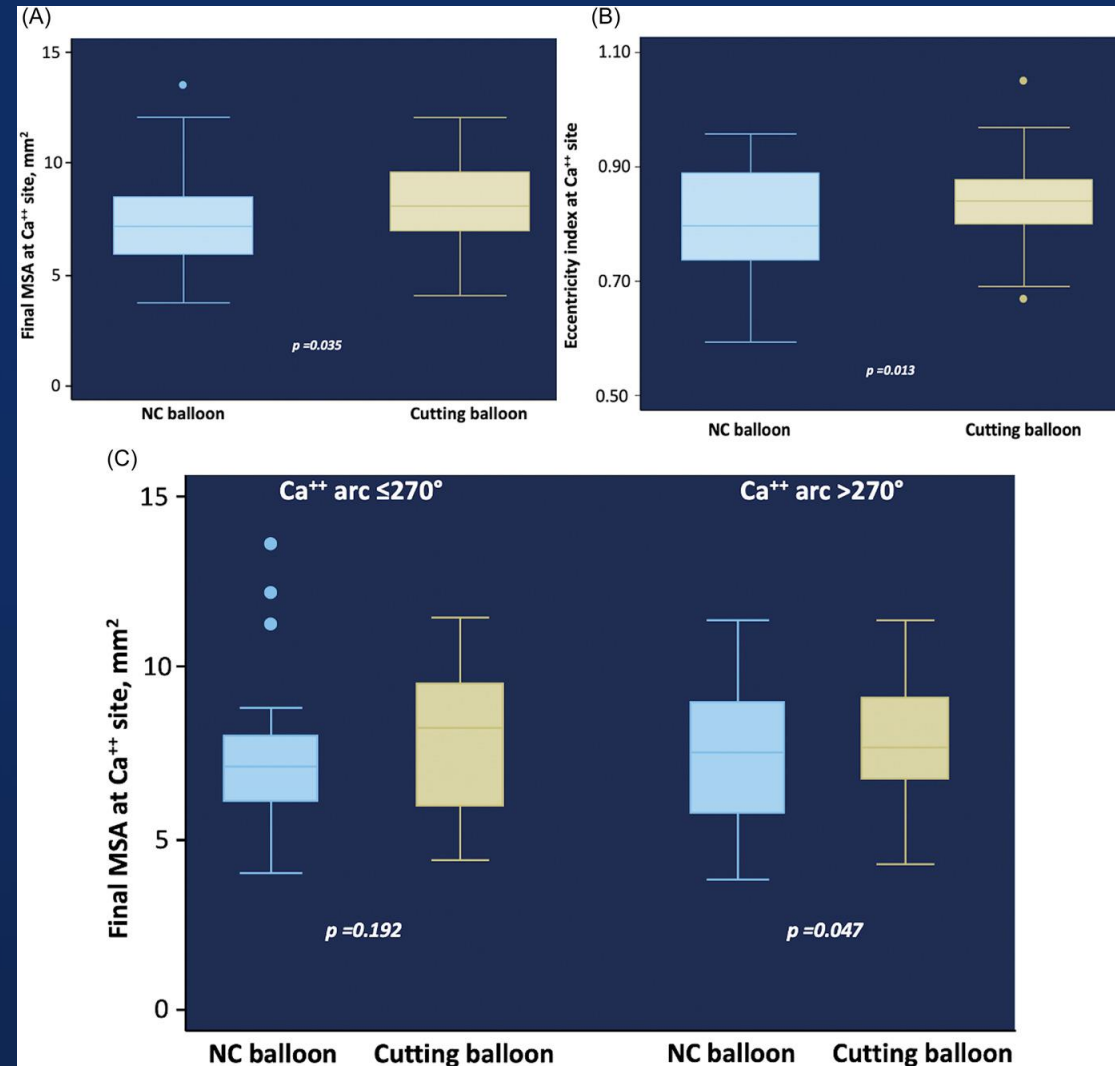 (A)
15
10
5
0
Final MSA at Ca⁺⁺ site, mm²
p =0.035
NC balloon
Cutting balloon
(B)
1.10
0.90
0.70
0.50
Eccentricity index at Ca⁺⁺ site
p =0.013
NC balloon
Cutting balloon
(C)
Ca⁺⁺ arc ≤270°
Ca⁺⁺ arc >270°
15
10
5
0
Final MSA at Ca⁺⁺ site, mm²
p =0.192
p =0.047
NC balloon
Cutting balloon
NC balloon
Cutting balloon